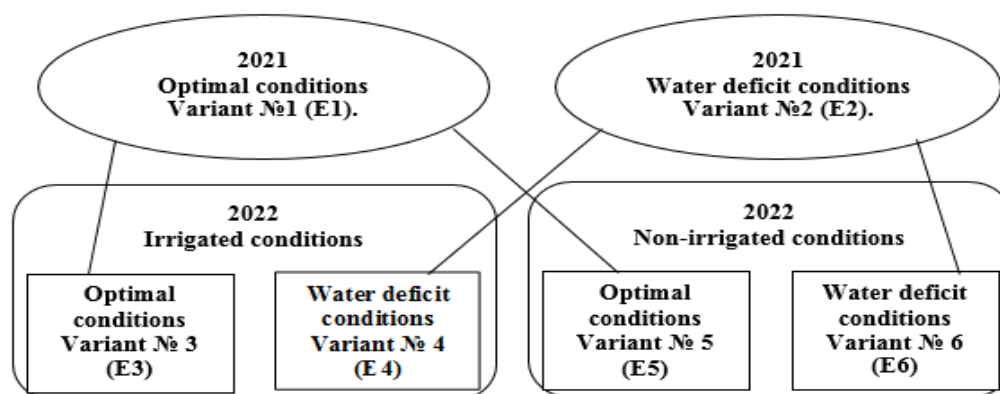 2021
Optimal conditions
Variant №1 (E1).
2021
Water deficit conditions
Variant №2 (E2).
2022
Irrigated conditions
2022
Non-irrigated conditions
Optimal
conditions
Variant № 3
(E3)
Water deficit
conditions
Variant № 4
(E 4)
Optimal
conditions
Variant № 5
(E5)
Water deficit
conditions
Variant № 6
(E6)